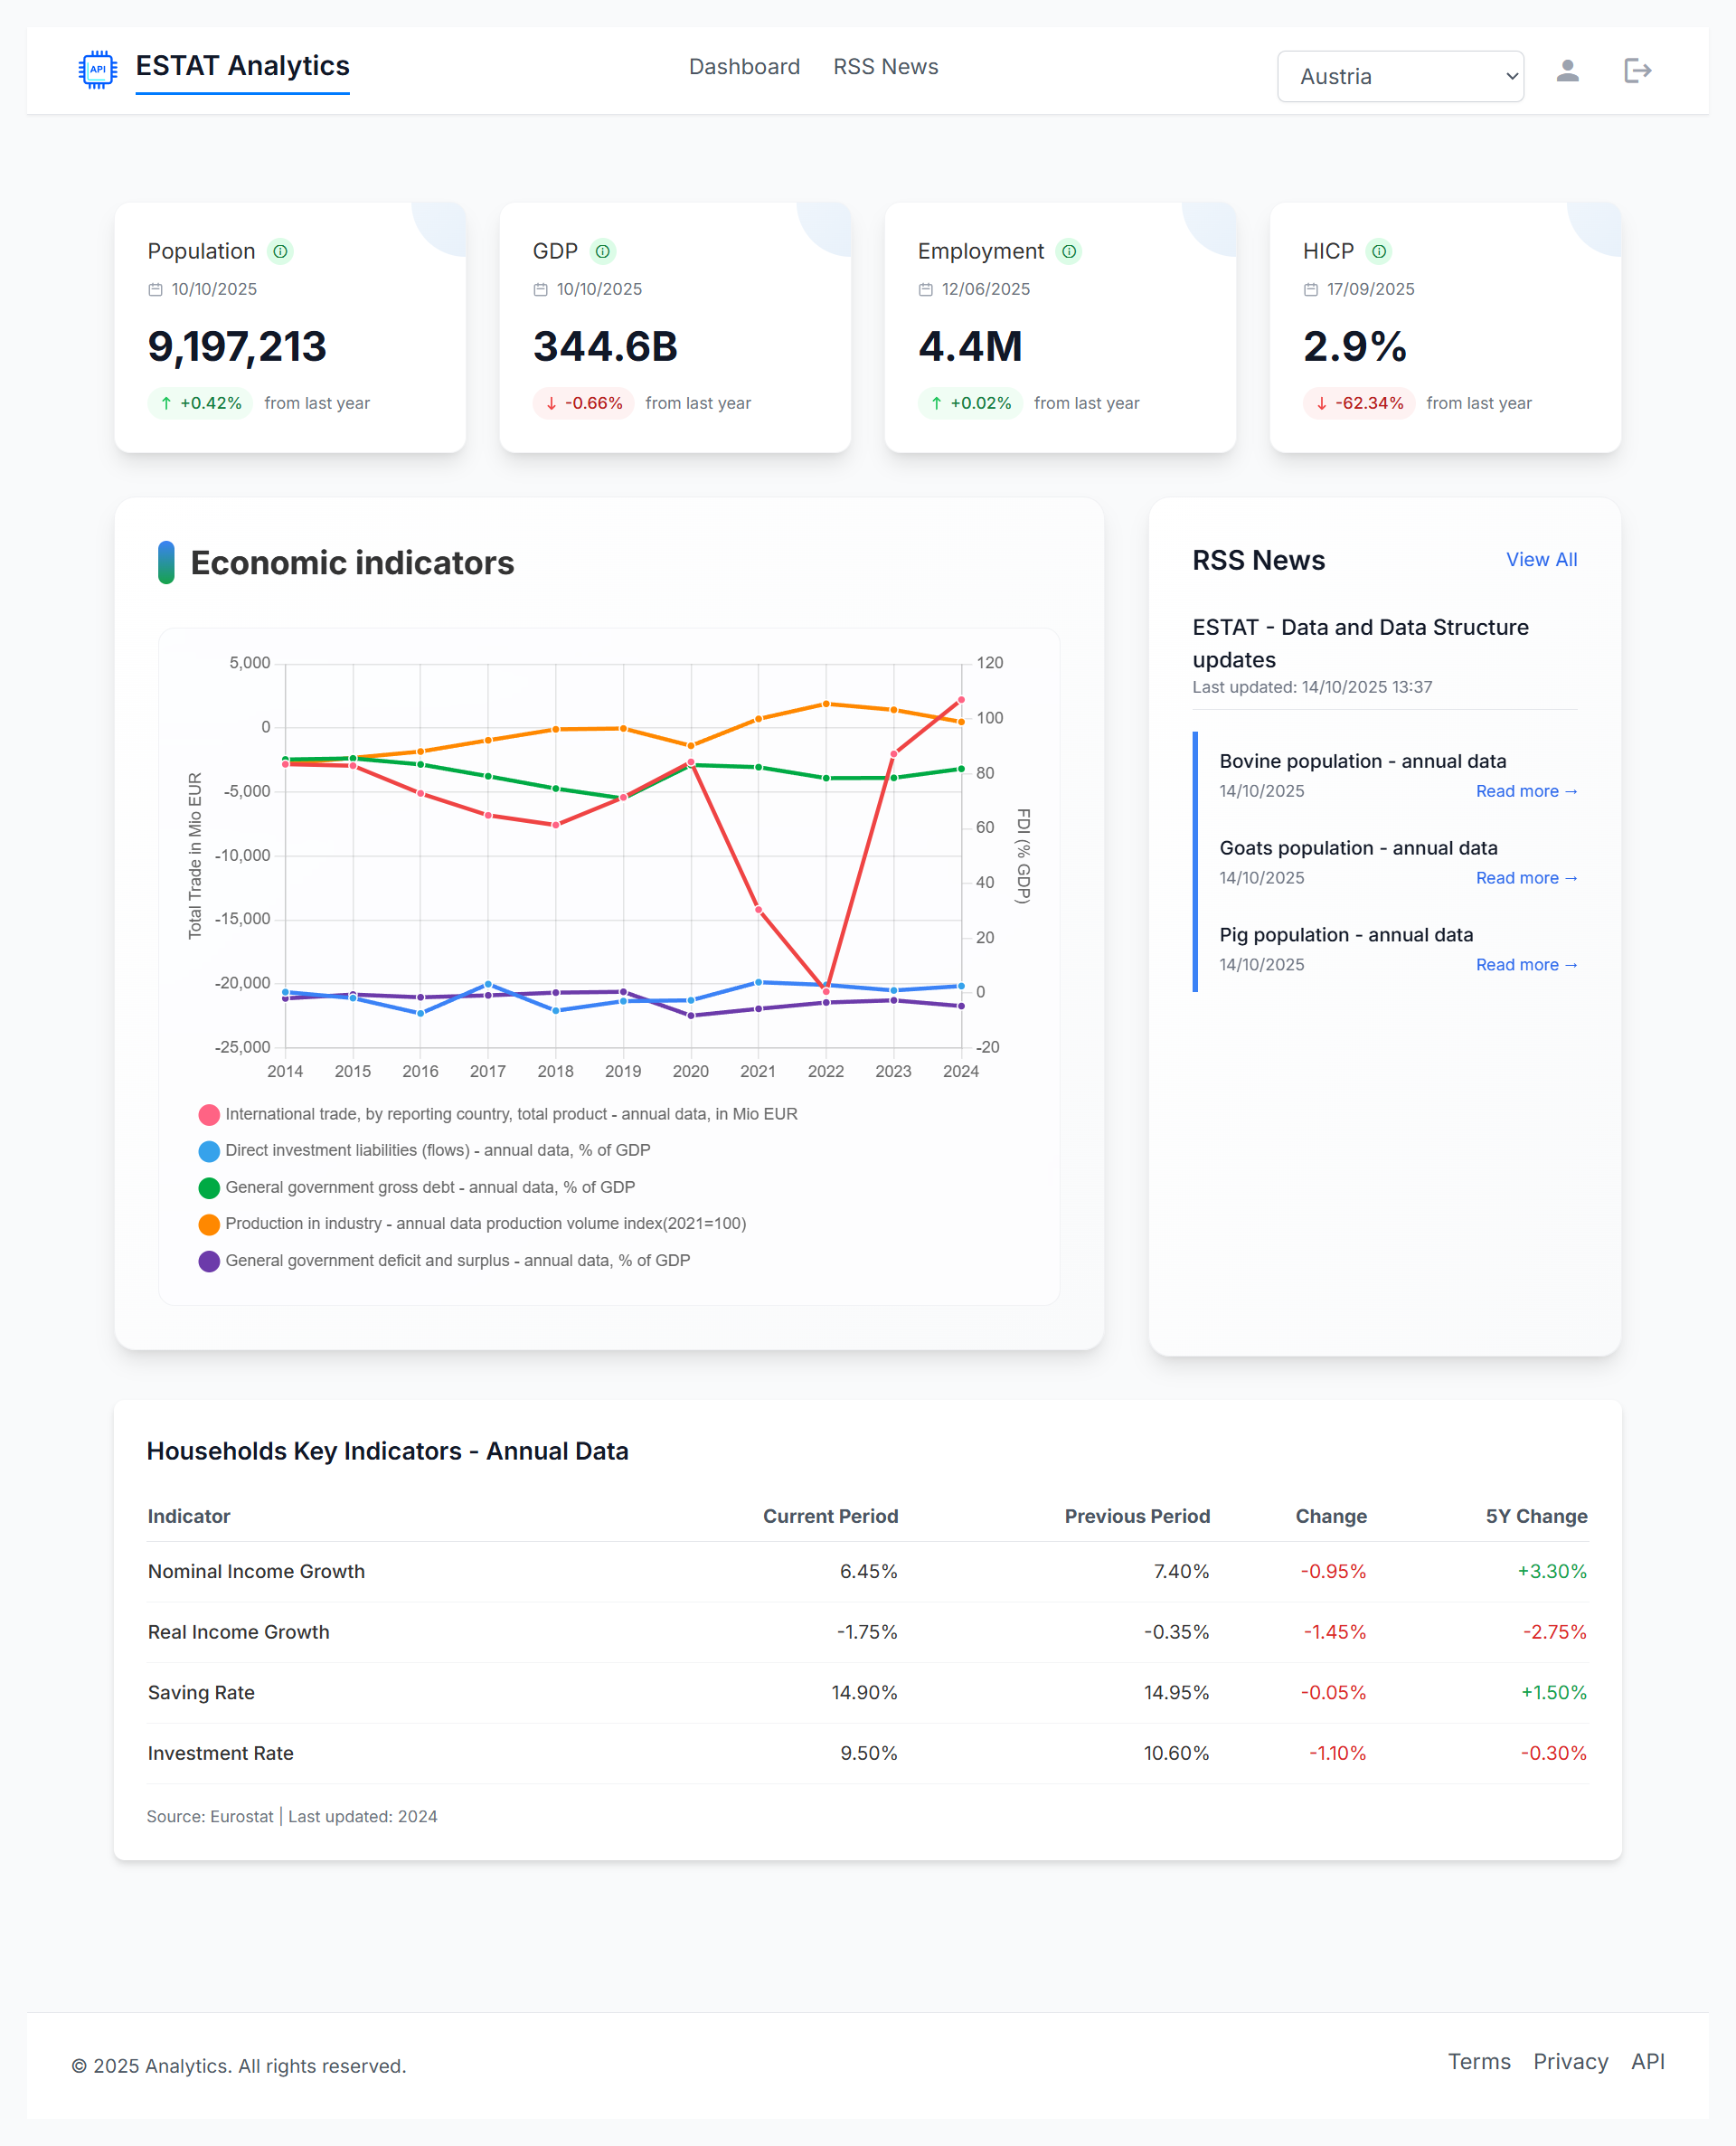 API
ESTAT Analytics
Dashboard RSS News
Austria
Population
10/10/2025
9,197,213
↑ +0.42% from last year
GDP
10/10/2025
344.6B
↓ -0.66% from last year
Employment
12/06/2025
4.4M
↑ +0.02% from last year
HICP
17/09/2025
2.9%
↓ -62.34% from last year
Economic indicators
Total Trade in Mio EUR
5,000
0
-5,000
-10,000
-15,000
-20,000
-25,000
120
100
80
60
40
20
0
-20
FDI (% GDP)
2014 2015 2016 2017 2018 2019 2020 2021 2022 2023 2024
International trade, by reporting country, total product - annual data, in Mio EUR
Direct investment liabilities (flows) - annual data, % of GDP
General government gross debt - annual data, % of GDP
Production in industry - annual data production volume index(2021=100)
General government deficit and surplus - annual data, % of GDP
RSS News View All
ESTAT - Data and Data Structure
updates
Last updated: 14/10/2025 13:37
Bovine population - annual data
14/10/2025 Read more →
Goats population - annual data
14/10/2025 Read more →
Pig population - annual data
14/10/2025 Read more →
Households Key Indicators - Annual Data
Indicator Current Period Previous Period Change 5Y Change
Nominal Income Growth 6.45% 7.40% -0.95% +3.30%
Real Income Growth -1.75% -0.35% -1.45% -2.75%
Saving Rate 14.90% 14.95% -0.05% +1.50%
Investment Rate 9.50% 10.60% -1.10% -0.30%
Source: Eurostat | Last updated: 2024
© 2025 Analytics. All rights reserved.
Terms Privacy API